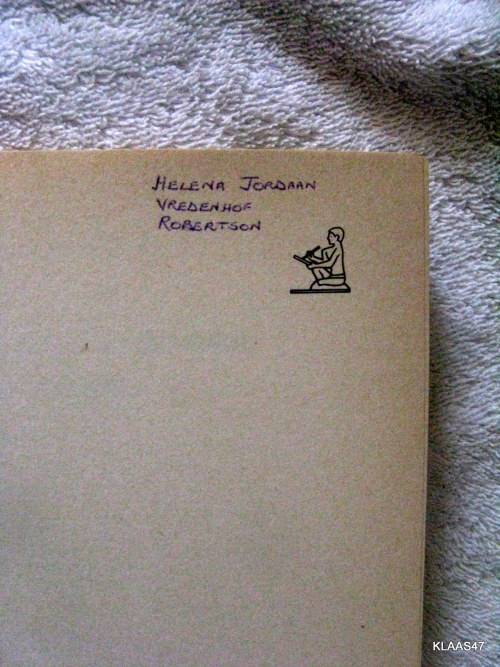 HELENA JORDAAN
VREDENHOF
ROBERTSON
KLAAS47